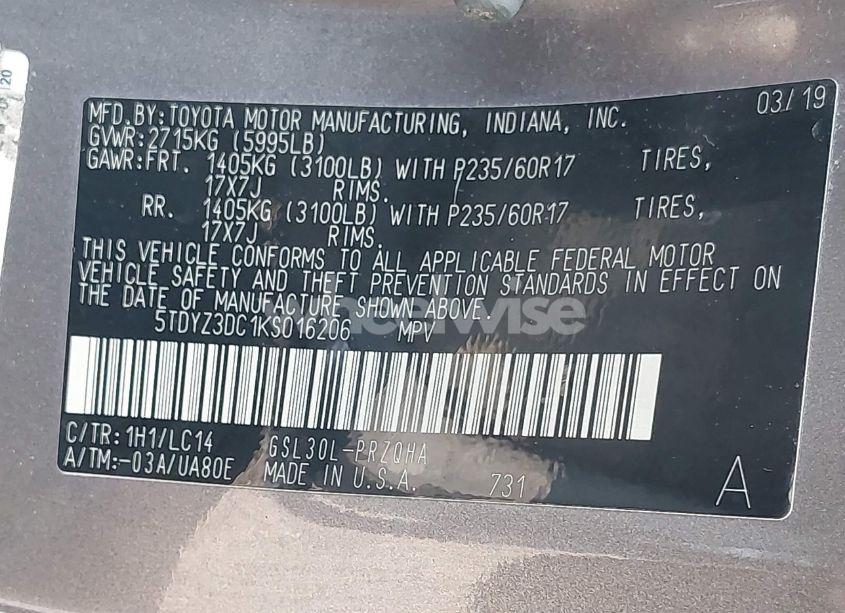 20
MFD.BY:TOYOTA MOTOR MANUFACTURING, INDIANA, INC. 03/19
GVWR:2715KG (5995LB)
GAWR:FRT. 1405KG (3100LB) WITH P235/60R17 TIRES,
17X7J RIMS.
RR. 1405KG (3100LB) WITH P235/60R17 TIRES,
17X7J RIMS.
THIS VEHICLE CONFORMS TO ALL APPLICABLE FEDERAL MOTOR
VEHICLE SAFETY AND THEFT PREVENTION STANDARDS IN EFFECT ON
THE DATE OF MANUFACTURE SHOWN ABOVE.
5TDYZ3DC1KS016206 MPV
wheelwise
C/TR: 1H1/LC14 GSL30L-PRZQHA
A/TM:-03A/UA80E MADE IN U.S.A. 731 A